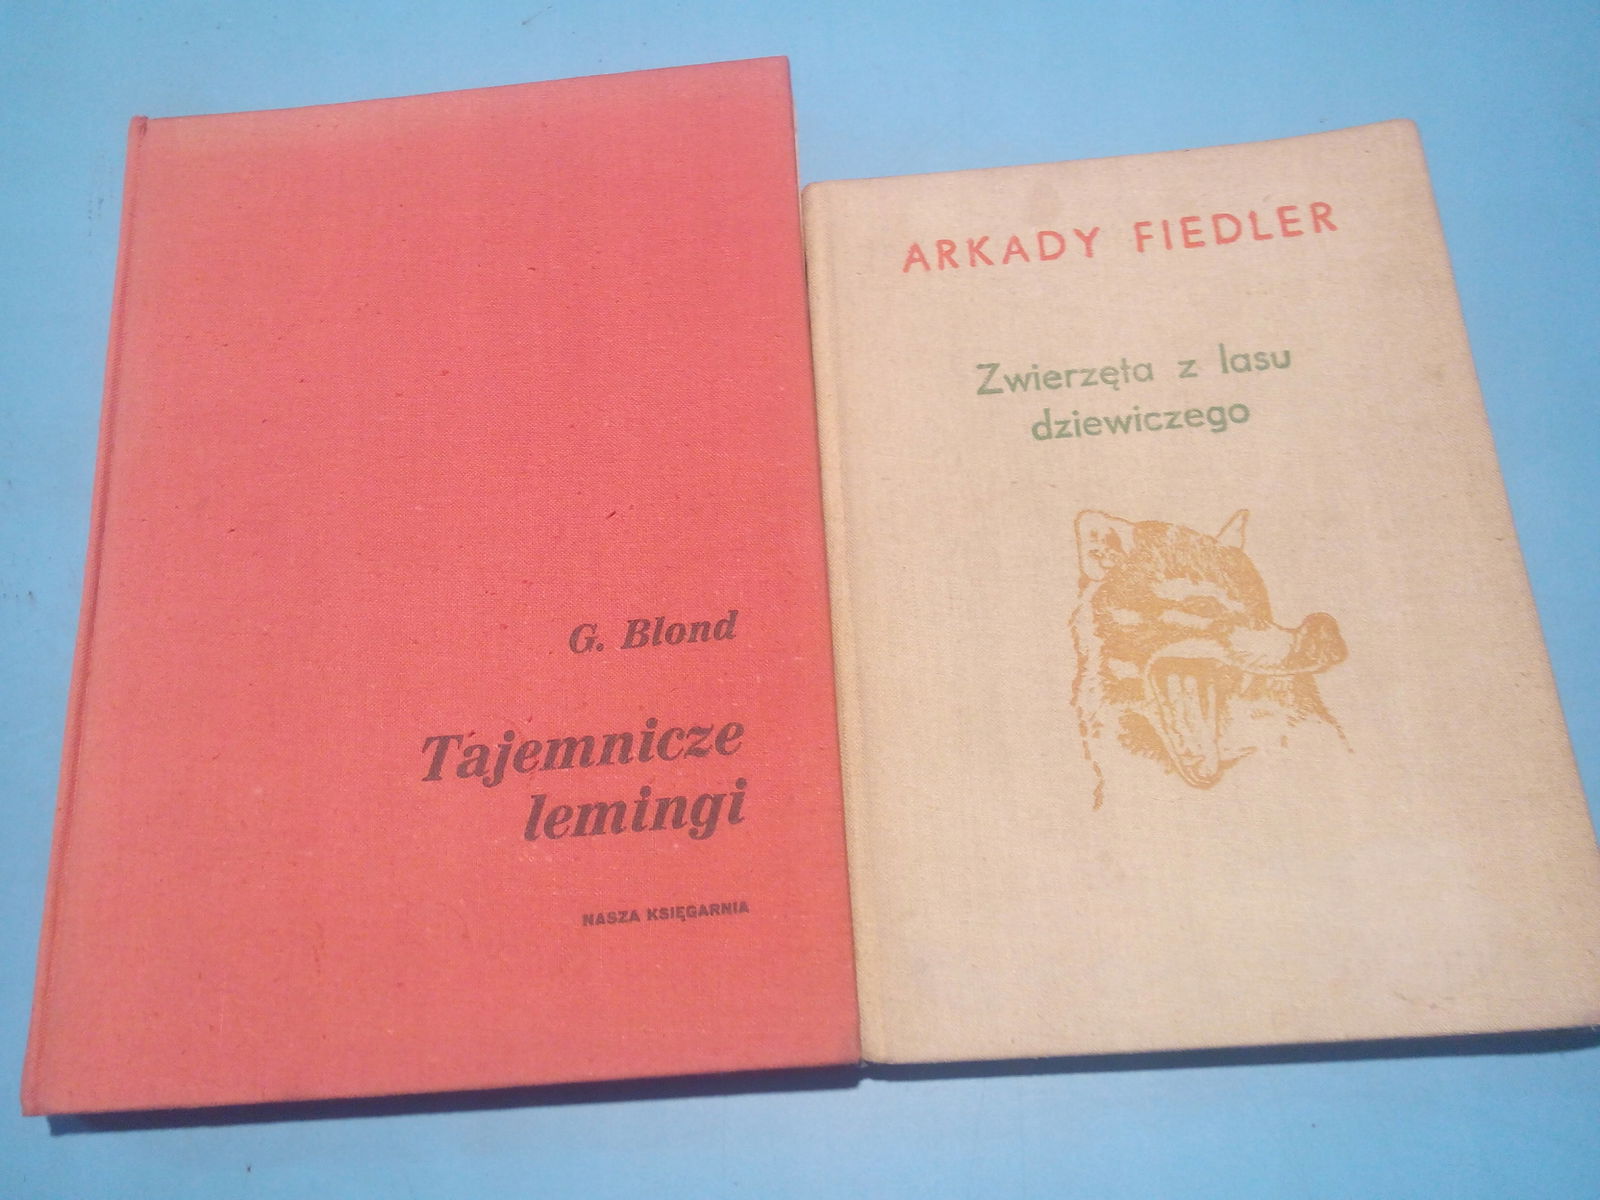 G. Blond
Tajemnicze
lemingi
NASZA KSIĘGARNIA
ARKADY FIEDLER
Zwierzęta z lasu
dziewiczego